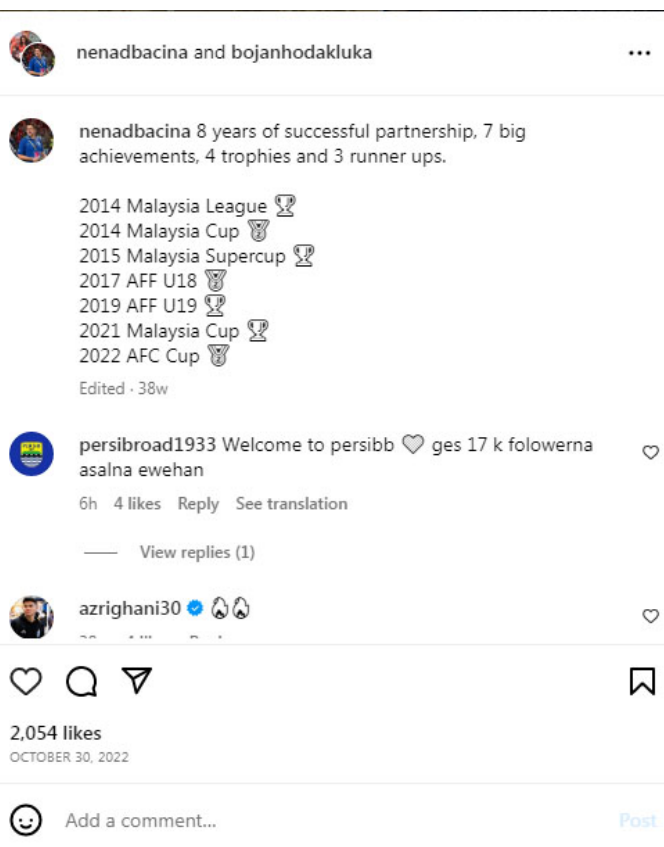 nenadbacina and bojanhodakluka
nenadbacina 8 years of successful partnership, 7 big
achievements, 4 trophies and 3 runner ups.
2014 Malaysia League 🏆
2014 Malaysia Cup 🥈
2015 Malaysia Supercup 🏆
2017 AFF U18 🥈
2019 AFF U19 🏆
2021 Malaysia Cup 🏆
2022 AFC Cup 🥈
Edited · 38w
persibroad1933 Welcome to persibb 🤍 ges 17 k folowerna
asalna ewehan
6h 4 likes Reply See translation
View replies (1)
azrighani30 🔥🔥
2,054 likes
OCTOBER 30, 2022
Add a comment...
Post